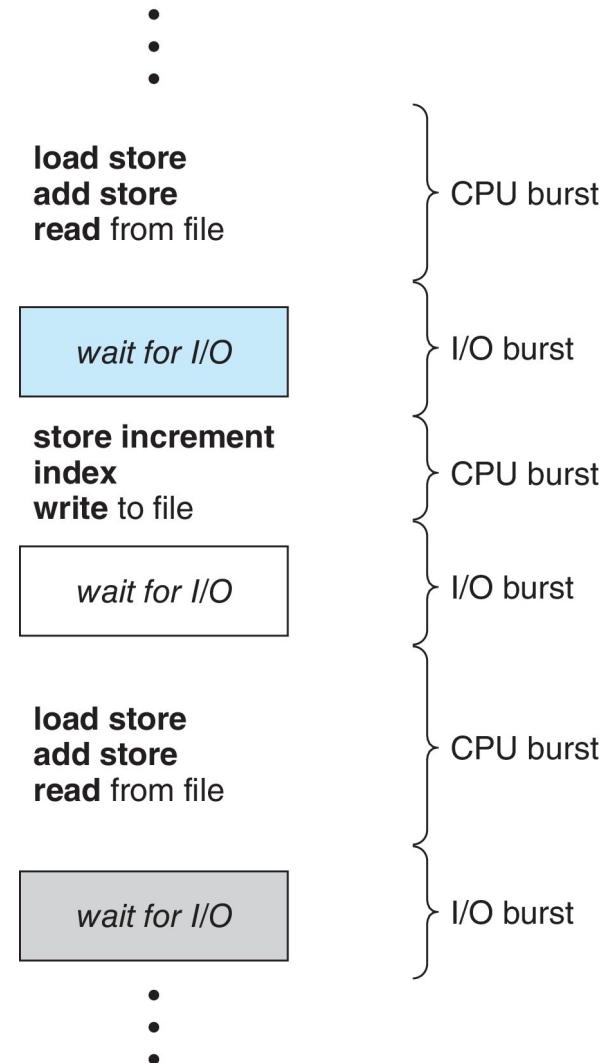 load store
add store
read from file
CPU burst
wait for I/O
I/O burst
store increment
index
write to file
CPU burst
wait for I/O
I/O burst
load store
add store
read from file
CPU burst
wait for I/O
I/O burst